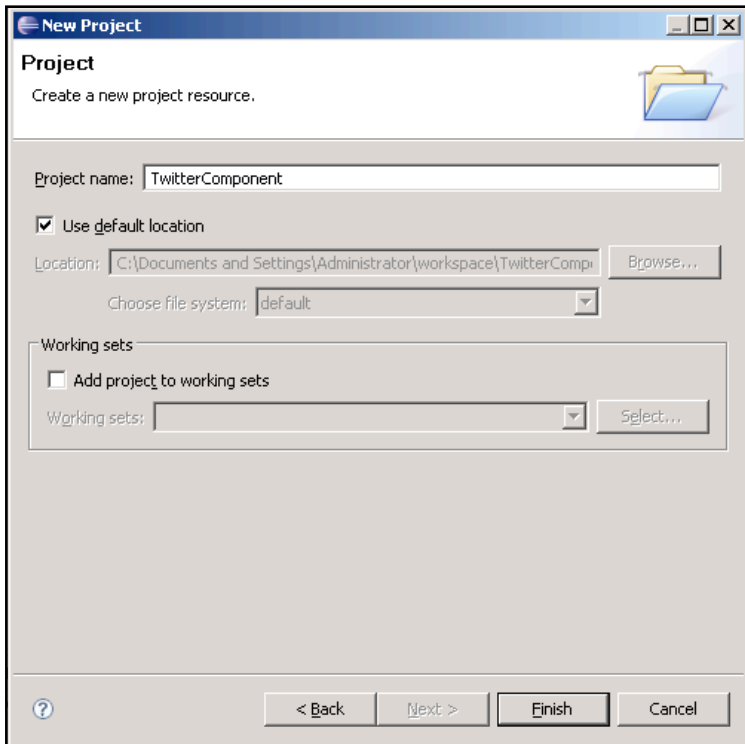 New Project
Project
Create a new project resource.
Project name: TwitterComponent
Use default location
Location: C:\Documents and Settings\Administrator\workspace\TwitterComp Browse...
Choose file system: default
Working sets
Add project to working sets
Working sets: Select...
? < Back Next > Finish Cancel